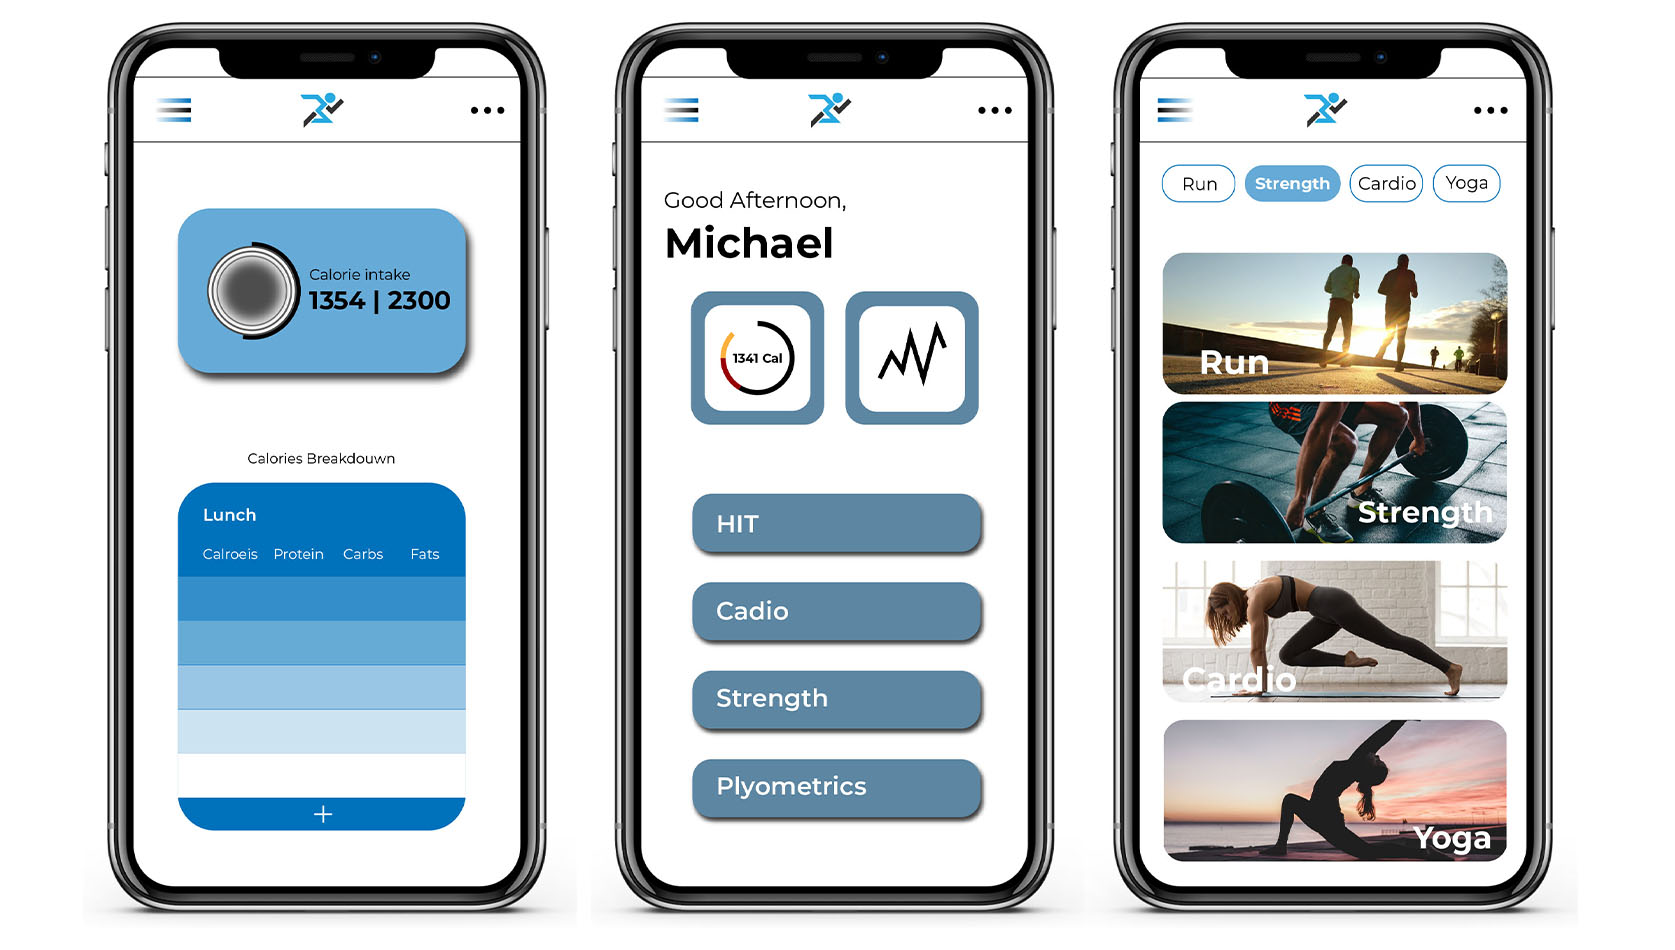 Calorie intake
1354 | 2300
Calories Breakdouwn
Lunch
Calroeis Protein Carbs Fats
+
Good Afternoon,
Michael
1341 Cal
HIT
Cadio
Strength
Plyometrics
Run Strength Cardio Yoga
Run
Strength
Cardio
Yoga